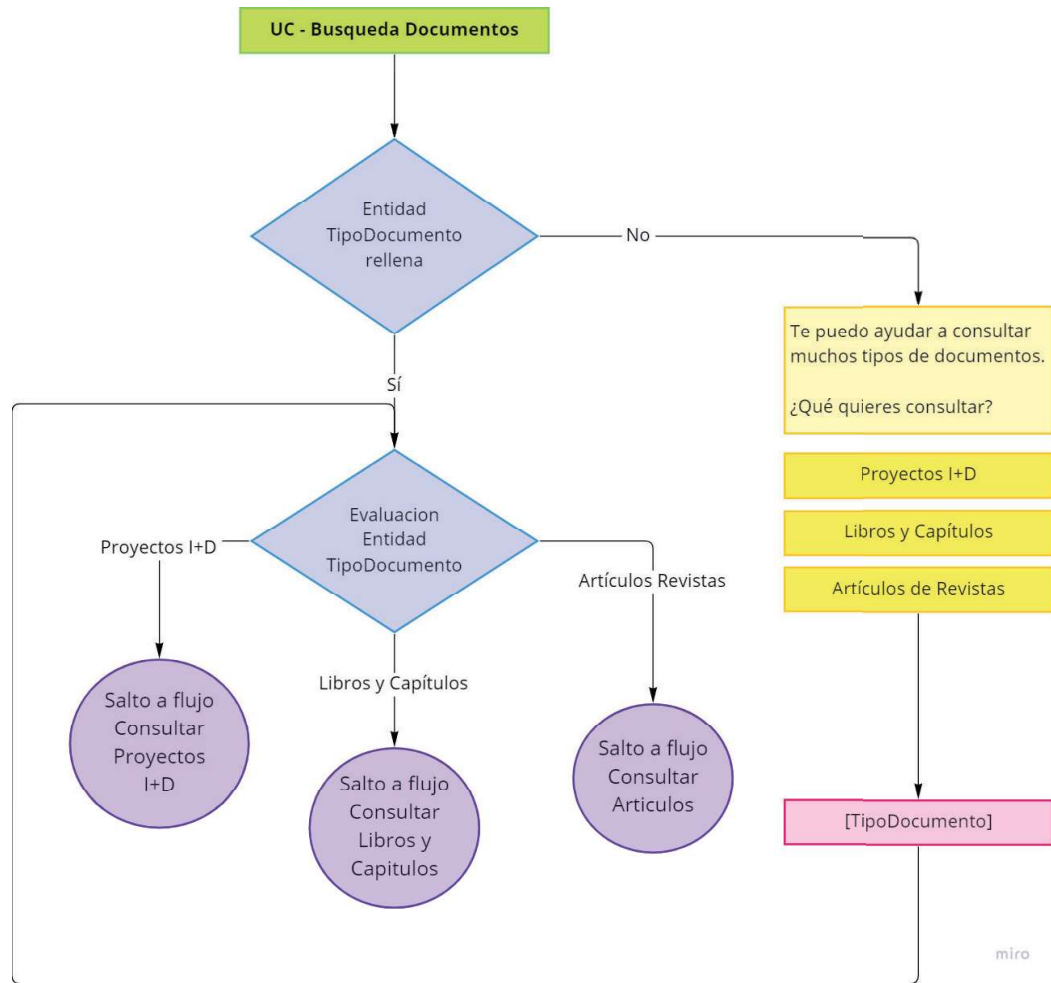 UC - Busqueda Documentos
Entidad
TipoDocumento
rellena
No
Te puedo ayudar a consultar
muchos tipos de documentos.
¿Qué quieres consultar?
Sí
Proyectos I+D
Libros y Capítulos
Artículos de Revistas
Evaluacion
Entidad
TipoDocumento
Proyectos I+D
Artículos Revistas
Libros y Capítulos
Salto a flujo
Consultar
Proyectos
I+D
Salto a flujo
Consultar
Libros y
Capitulos
Salto a flujo
Consultar
Articulos
[TipoDocumento]
miro